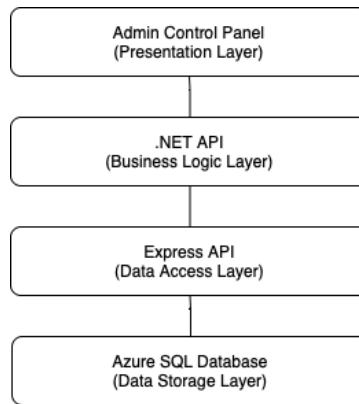 Admin Control Panel
(Presentation Layer)
.NET API
(Business Logic Layer)
Express API
(Data Access Layer)
Azure SQL Database
(Data Storage Layer)